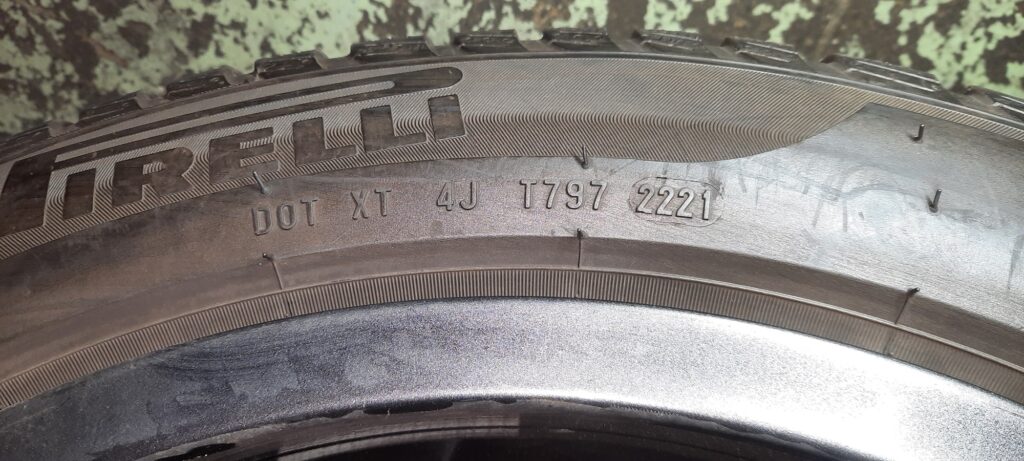 PIRELLI
DOT XT 4J T797 2221